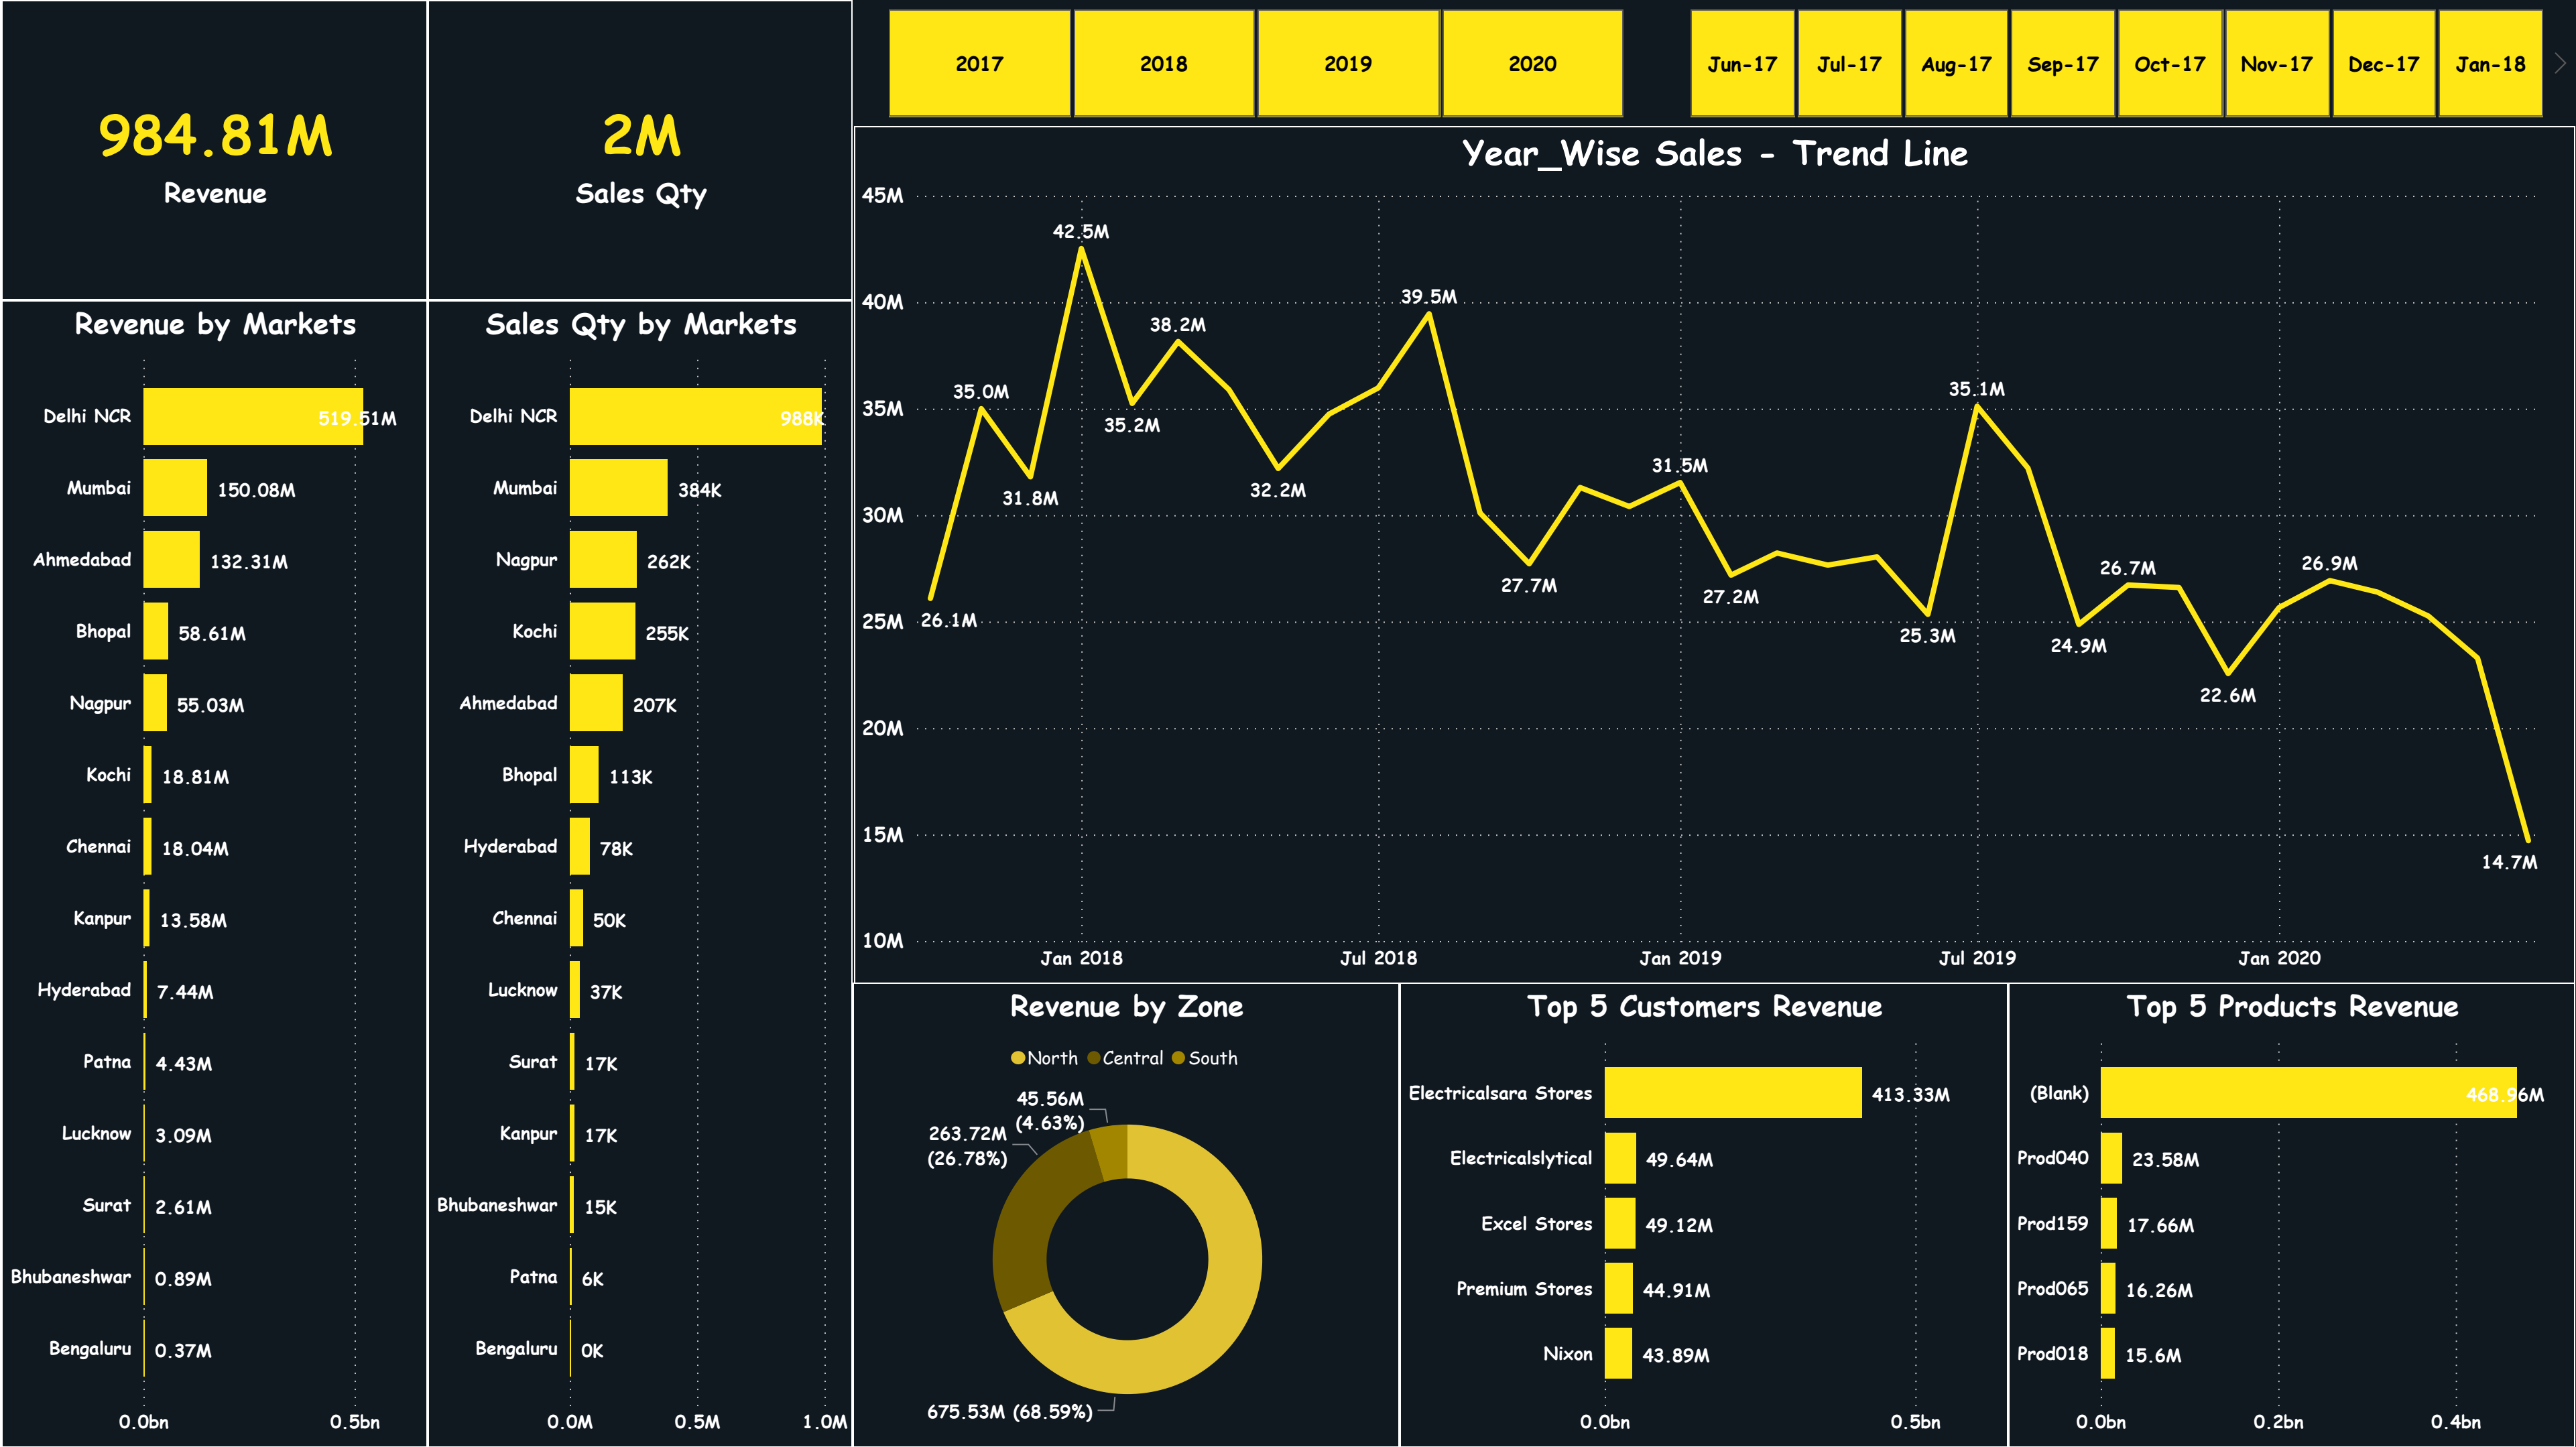 984.81M
Revenue
2M
Sales Qty
2017 2018 2019 2020
Jun-17 Jul-17 Aug-17 Sep-17 Oct-17 Nov-17 Dec-17 Jan-18
Revenue by Markets
Delhi NCR 519.51M
Mumbai 150.08M
Ahmedabad 132.31M
Bhopal 58.61M
Nagpur 55.03M
Kochi 18.81M
Chennai 18.04M
Kanpur 13.58M
Hyderabad 7.44M
Patna 4.43M
Lucknow 3.09M
Surat 2.61M
Bhubaneshwar 0.89M
Bengaluru 0.37M
0.0bn 0.5bn
Sales Qty by Markets
Delhi NCR 988K
Mumbai 384K
Nagpur 262K
Kochi 255K
Ahmedabad 207K
Bhopal 113K
Hyderabad 78K
Chennai 50K
Lucknow 37K
Surat 17K
Kanpur 17K
Bhubaneshwar 15K
Patna 6K
Bengaluru 0K
0.0M 0.5M 1.0M
Year_Wise Sales - Trend Line
45M
40M
35M
30M
25M
20M
15M
10M
26.1M
35.0M
31.8M
42.5M
35.2M
38.2M
32.2M
39.5M
27.7M
31.5M
27.2M
25.3M
35.1M
24.9M
26.7M
22.6M
26.9M
14.7M
Jan 2018 Jul 2018 Jan 2019 Jul 2019 Jan 2020
Revenue by Zone
North Central South
45.56M
(4.63%)
263.72M
(26.78%)
675.53M (68.59%)
Top 5 Customers Revenue
Electricalsara Stores 413.33M
Electricalslytical 49.64M
Excel Stores 49.12M
Premium Stores 44.91M
Nixon 43.89M
0.0bn 0.5bn
Top 5 Products Revenue
(Blank) 468.96M
Prod040 23.58M
Prod159 17.66M
Prod065 16.26M
Prod018 15.6M
0.0bn 0.2bn 0.4bn